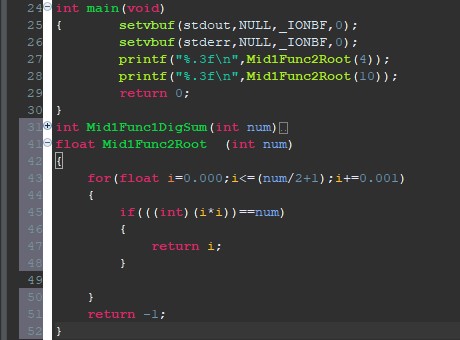 24 int main(void)
25 {       setvbuf(stdout,NULL,_IONBF,0);
26         setvbuf(stderr,NULL,_IONBF,0);
27         printf("%.3f\n",Mid1Func2Root(4));
28         printf("%.3f\n",Mid1Func2Root(10));
29         return 0;
30 }
31 int Mid1Func1DigSum(int num)
41 float Mid1Func2Root  (int num)
42 {
43     for(float i=0.000;i<=(num/2+1);i+=0.001)
44     {
45         if(((int)(i*i))==num)
46         {
47             return i;
48         }
49
50     }
51     return -1;
52 }